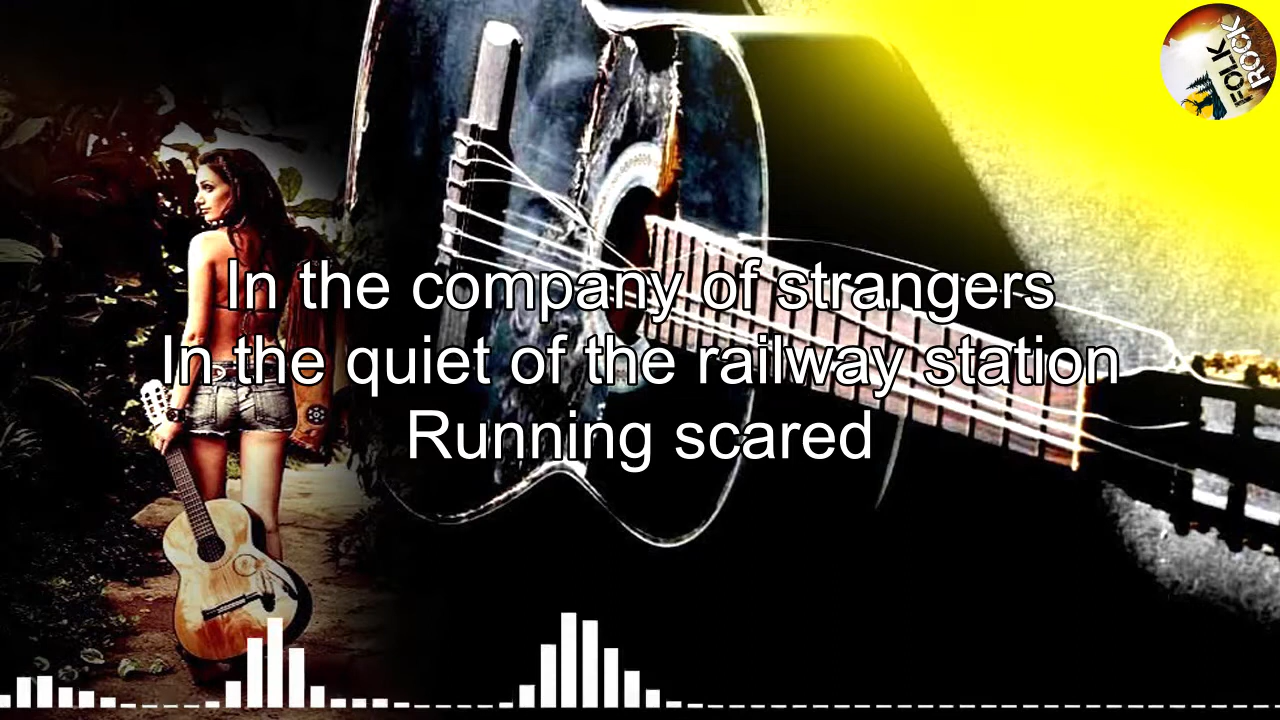 FOLK
ROCK
In the company of strangers
In the quiet of the railway station
Running scared